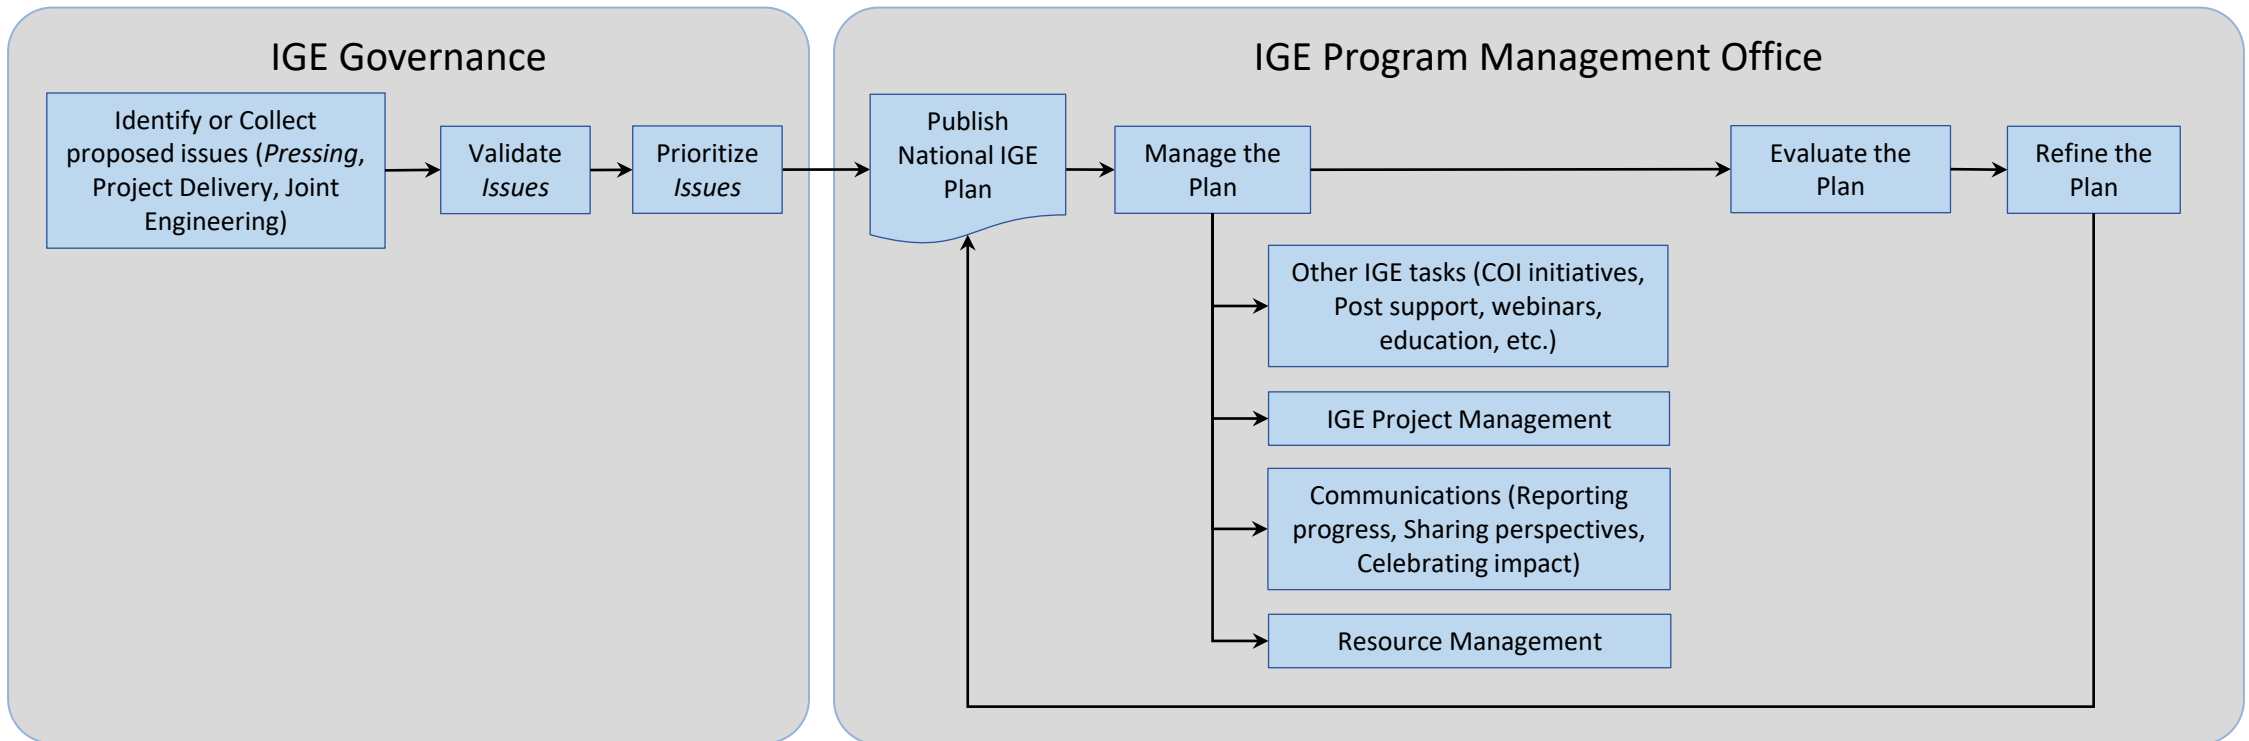 IGE Governance
Identify or Collect
proposed issues (Pressing,
Project Delivery, Joint
Engineering)
Validate
Issues
Prioritize
Issues
IGE Program Management Office
Publish
National IGE
Plan
Manage the
Plan
Evaluate the
Plan
Refine the
Plan
Other IGE tasks (COI initiatives,
Post support, webinars,
education, etc.)
IGE Project Management
Communications (Reporting
progress, Sharing perspectives,
Celebrating impact)
Resource Management